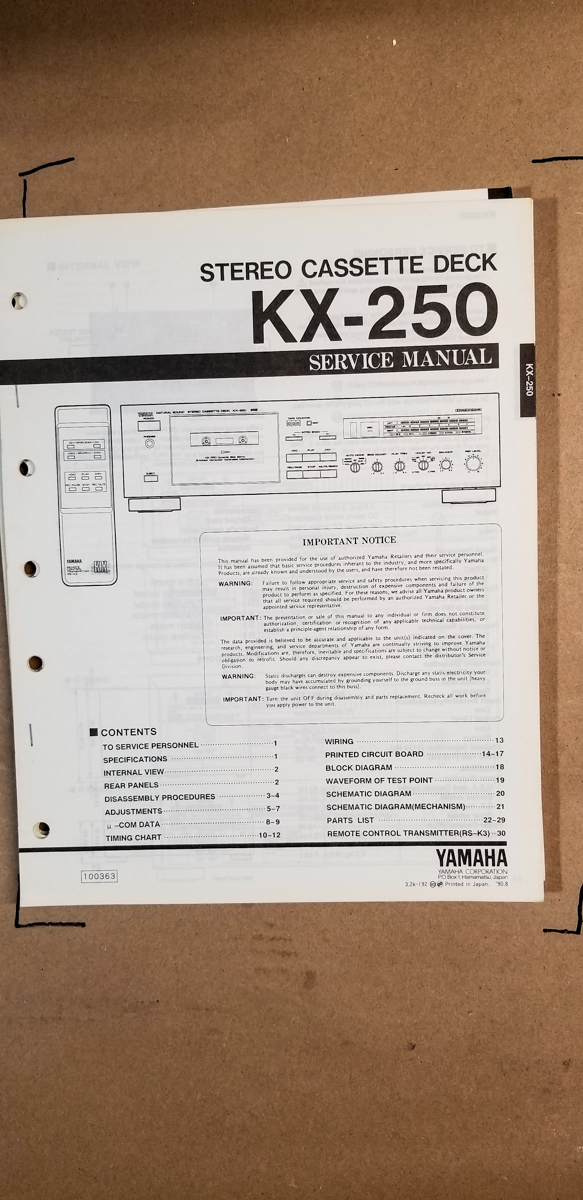 STEREO CASSETTE DECK
KX-250
SERVICE MANUAL
KX-250
NATURAL SOUND STEREO CASSETTE DECK KX-250
YAMAHA
IMPORTANT NOTICE
This manual has been provided for the use of authorized Yamaha Retailers and their service personnel.
It has been assumed that basic service procedures inherent to the industry, and more specifically Yamaha
Products, are already known and understood by the users, and have therefore not been restated.
WARNING: Failure to follow appropriate service and safety procedures when servicing this product
may result in personal injury, destruction of expensive components and failure of the
product to perform as specified. For these reasons, we advise all Yamaha product owners
that all service required should be performed by an authorized Yamaha Retailer or the
appointed service representative.
IMPORTANT: The presentation or sale of this manual to any individual or firm does not constitute
authorization, certification or recognition of any applicable technical capabilities, or
establish a principle-agent relationship of any form.
The data provided is believed to be accurate and applicable to the unit(s) indicated on the cover. The
research, engineering, and service departments of Yamaha are continually striving to improve Yamaha
products. Modifications are, therefore, inevitable and specifications are subject to change without notice or
obligation to retrofit. Should any discrepancy appear to exist, please contact the distributor's Service
Division.
WARNING: Static discharges can destroy expensive components. Discharge any static electricity your
body may have accumulated by grounding yourself to the ground buss in the unit (heavy
gauge black wires connect to this buss).
IMPORTANT: Turn the unit OFF during disassembly and parts replacement. Recheck all work before
you apply power to the unit.
■ CONTENTS
TO SERVICE PERSONNEL 1
SPECIFICATIONS 1
INTERNAL VIEW 2
REAR PANELS 2
DISASSEMBLY PROCEDURES 3–4
ADJUSTMENTS 5–7
μ-COM DATA 8–9
TIMING CHART 10–12
WIRING 13
PRINTED CIRCUIT BOARD 14–17
BLOCK DIAGRAM 18
WAVEFORM OF TEST POINT 19
SCHEMATIC DIAGRAM 20
SCHEMATIC DIAGRAM(MECHANISM) 21
PARTS LIST 22–29
REMOTE CONTROL TRANSMITTER(RS-K3) 30
100363
YAMAHA
YAMAHA CORPORATION
P.O.Box 1, Hamamatsu, Japan
Printed in Japan. '90.8